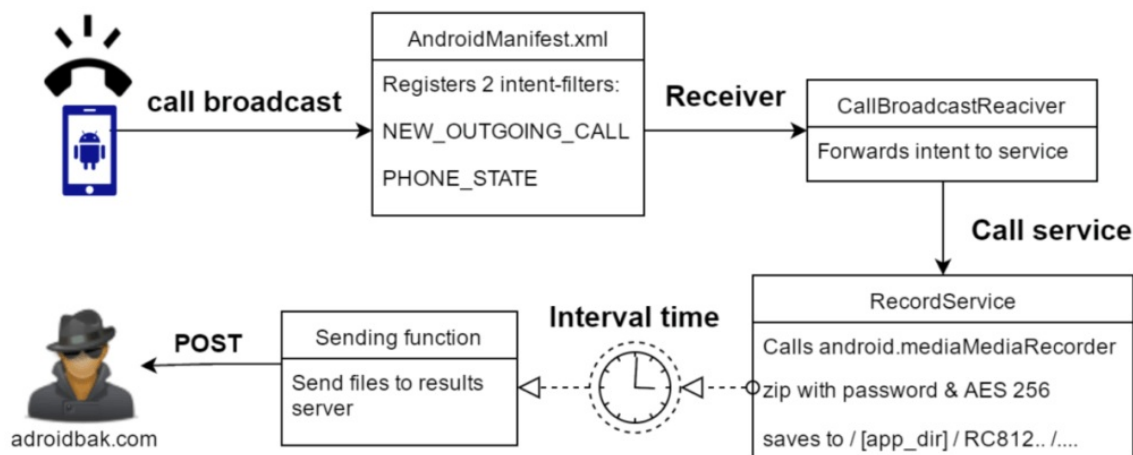 call broadcast
AndroidManifest.xml
Registers 2 intent-filters:
NEW_OUTGOING_CALL
PHONE_STATE
Receiver
CallBroadcastReaciver
Forwards intent to service
Call service
RecordService
Calls android.mediaMediaRecorder
zip with password & AES 256
saves to / [app_dir] / RC812.. /....
Interval time
Sending function
Send files to results
server
POST
adroidbak.com